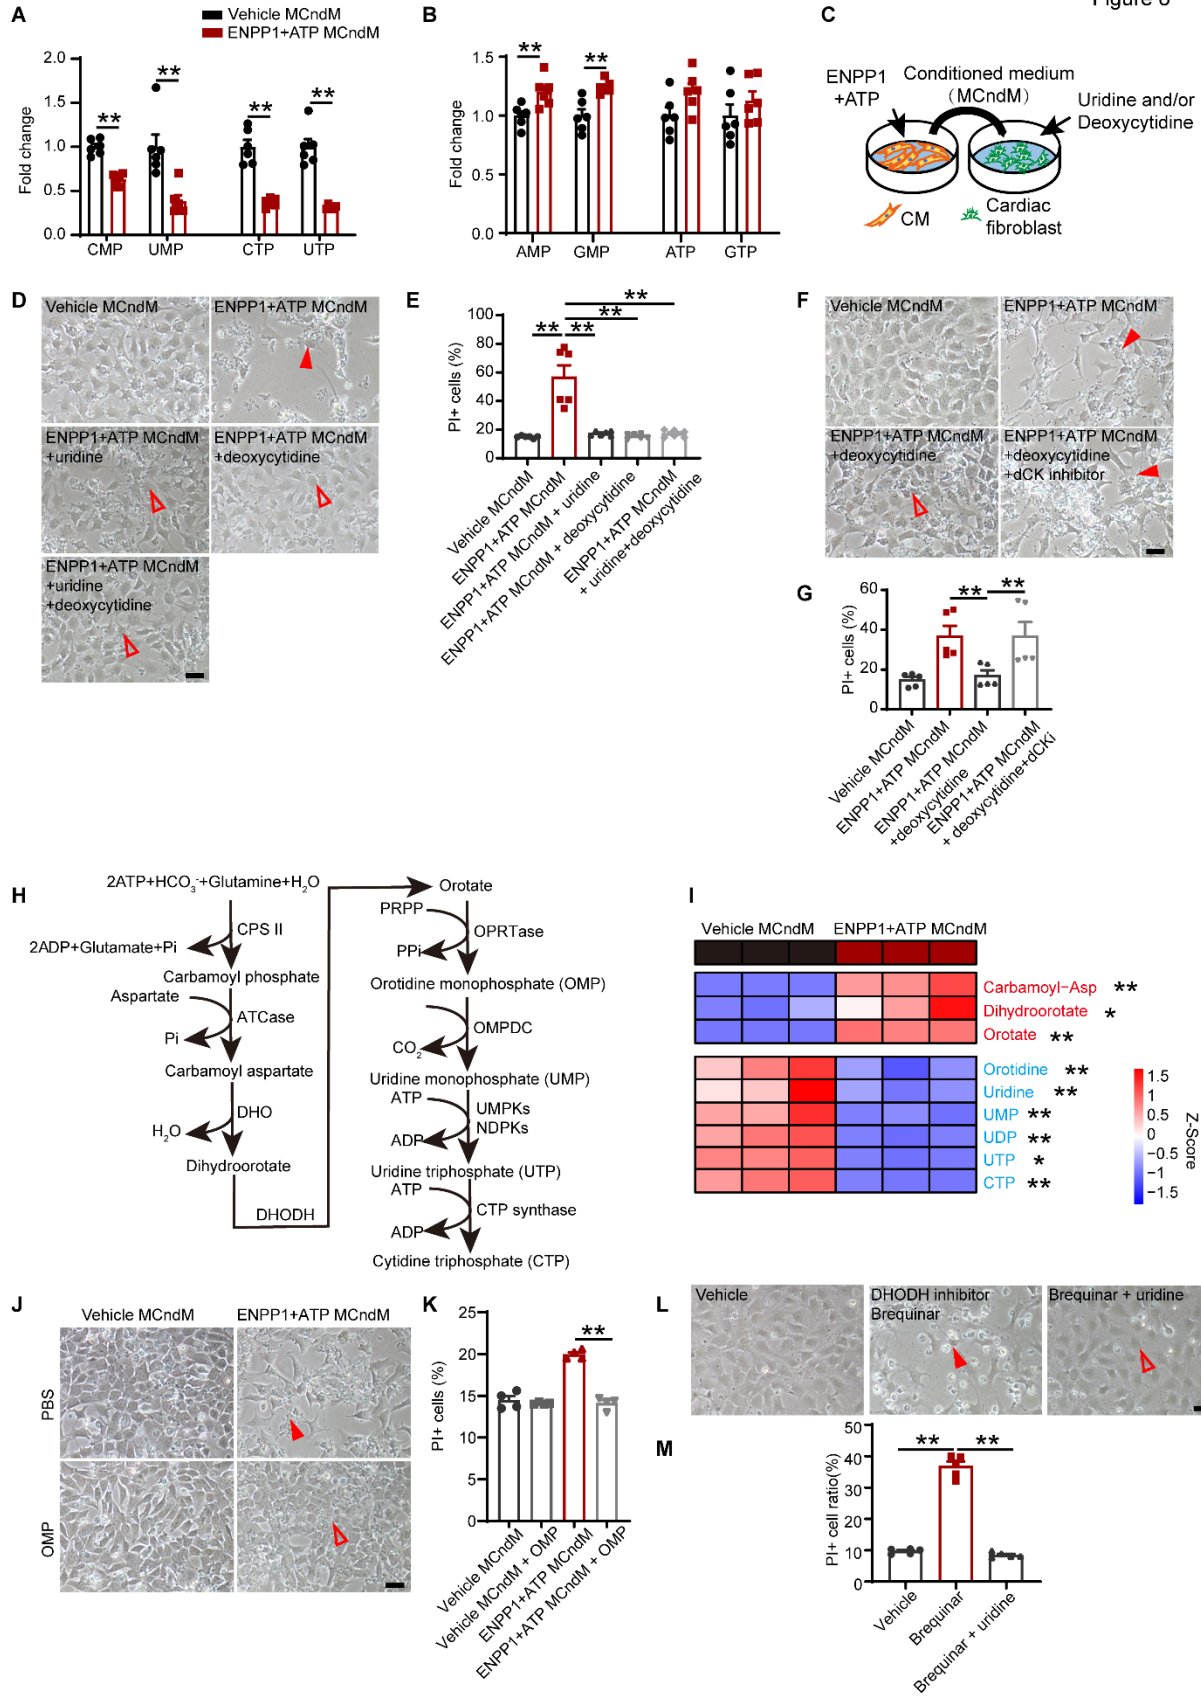 Figure 6
A
Vehicle MCndM
ENPP1+ATP MCndM
Fold change
2.0
1.5
1.0
0.5
0.0
**
**
**
**
CMP
UMP
CTP
UTP
B
Fold change
1.5
1.0
0.5
0.0
**
**
AMP
GMP
ATP
GTP
C
ENPP1
+ATP
Conditioned medium
(MCndM)
Uridine and/or
Deoxycytidine
CM
Cardiac
fibroblast
D
Vehicle MCndM
ENPP1+ATP MCndM
ENPP1+ATP MCndM
+uridine
ENPP1+ATP MCndM
+deoxycytidine
ENPP1+ATP MCndM
+uridine
+deoxycytidine
E
PI+ cells (%)
100
80
60
40
20
0
**
**
**
**
Vehicle MCndM
ENPP1+ATP MCndM
ENPP1+ATP MCndM + uridine
ENPP1+ATP MCndM + deoxycytidine
ENPP1+ATP MCndM
+ uridine+deoxycytidine
F
Vehicle MCndM
ENPP1+ATP MCndM
ENPP1+ATP MCndM
+deoxycytidine
ENPP1+ATP MCndM
+deoxycytidine
+dCK inhibitor
G
PI+ cells (%)
60
40
20
0
**
**
Vehicle MCndM
ENPP1+ATP MCndM
ENPP1+ATP MCndM
+deoxycytidine
ENPP1+ATP MCndM
+ deoxycytidine+dCKi
H
2ATP+HCO₃⁻+Glutamine+H₂O
CPS II
2ADP+Glutamate+Pi
Carbamoyl phosphate
Aspartate
ATCase
Pi
Carbamoyl aspartate
DHO
H₂O
Dihydroorotate
DHODH
Orotate
PRPP
OPRTase
PPi
Orotidine monophosphate (OMP)
OMPDC
CO₂
Uridine monophosphate (UMP)
ATP
UMPKs
NDPKs
ADP
Uridine triphosphate (UTP)
ATP
CTP synthase
ADP
Cytidine triphosphate (CTP)
I
Vehicle MCndM
ENPP1+ATP MCndM
Carbamoyl−Asp **
Dihydroorotate *
Orotate **
Orotidine **
Uridine **
UMP **
UDP **
UTP *
CTP **
1.5
1
0.5
0
−0.5
−1
−1.5
Z-Score
J
Vehicle MCndM
ENPP1+ATP MCndM
PBS
OMP
K
PI+ cells (%)
25
20
15
10
5
0
**
Vehicle MCndM
Vehicle MCndM + OMP
ENPP1+ATP MCndM
ENPP1+ATP MCndM + OMP
L
Vehicle
DHODH inhibitor
Brequinar
Brequinar + uridine
M
PI+ cell ratio(%)
50
40
30
20
10
0
**
**
Vehicle
Brequinar
Brequinar + uridine